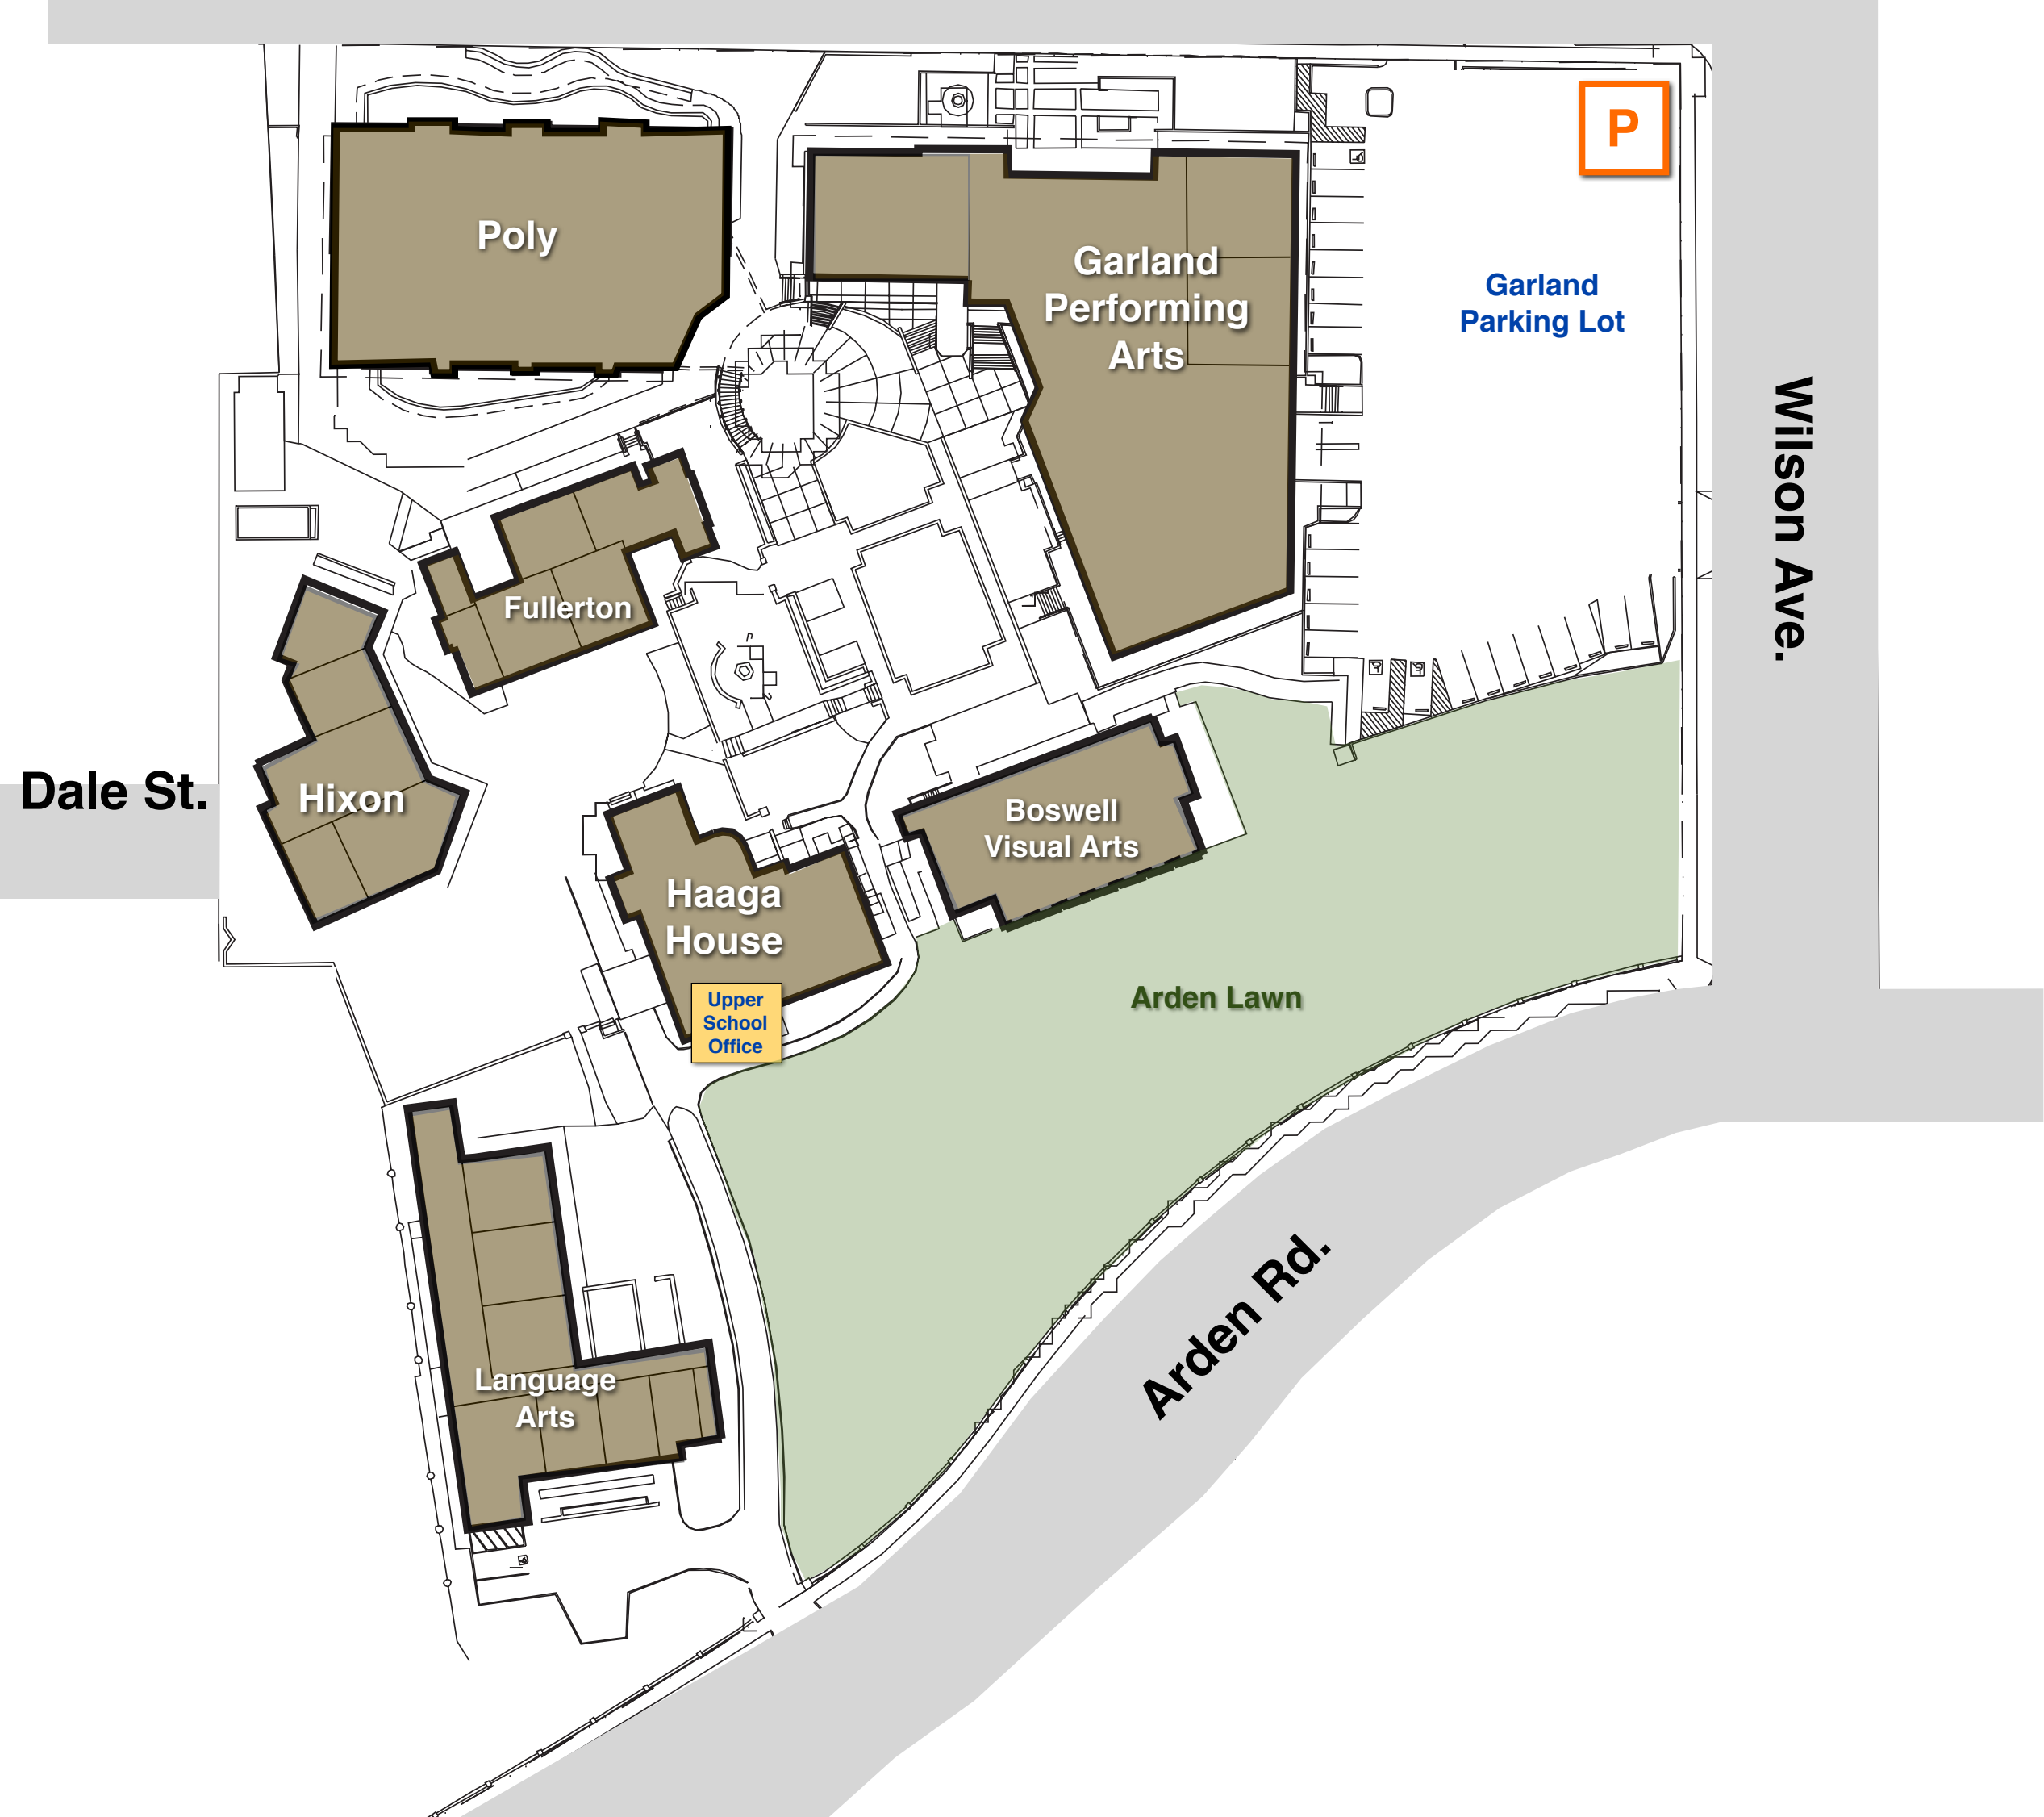 P
Poly
Garland
Performing
Arts
Garland
Parking Lot
Wilson Ave.
Fullerton
Dale St.
Hixon
Boswell
Visual Arts
Haaga
House
Upper
School
Office
Arden Lawn
Arden Rd.
Language
Arts